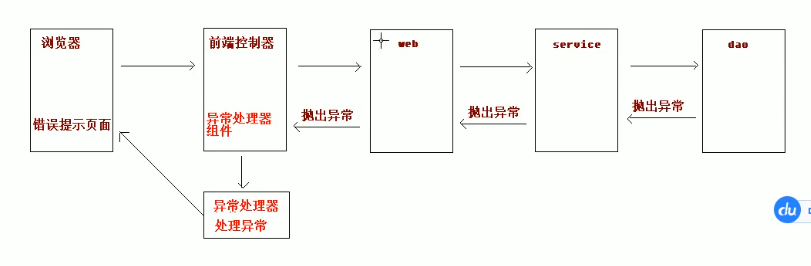 浏览器
前端控制器
web
service
dao
错误提示页面
异常处理器
组件
抛出异常
抛出异常
抛出异常
异常处理器
处理异常
du